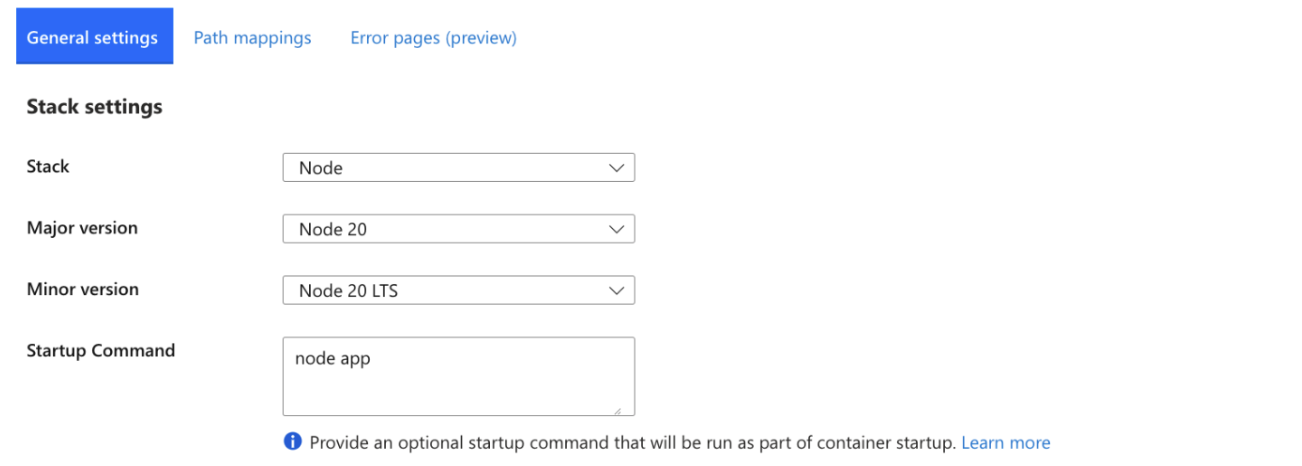 General settings Path mappings Error pages (preview)
Stack settings
Stack Node
Major version Node 20
Minor version Node 20 LTS
Startup Command node app
Provide an optional startup command that will be run as part of container startup. Learn more